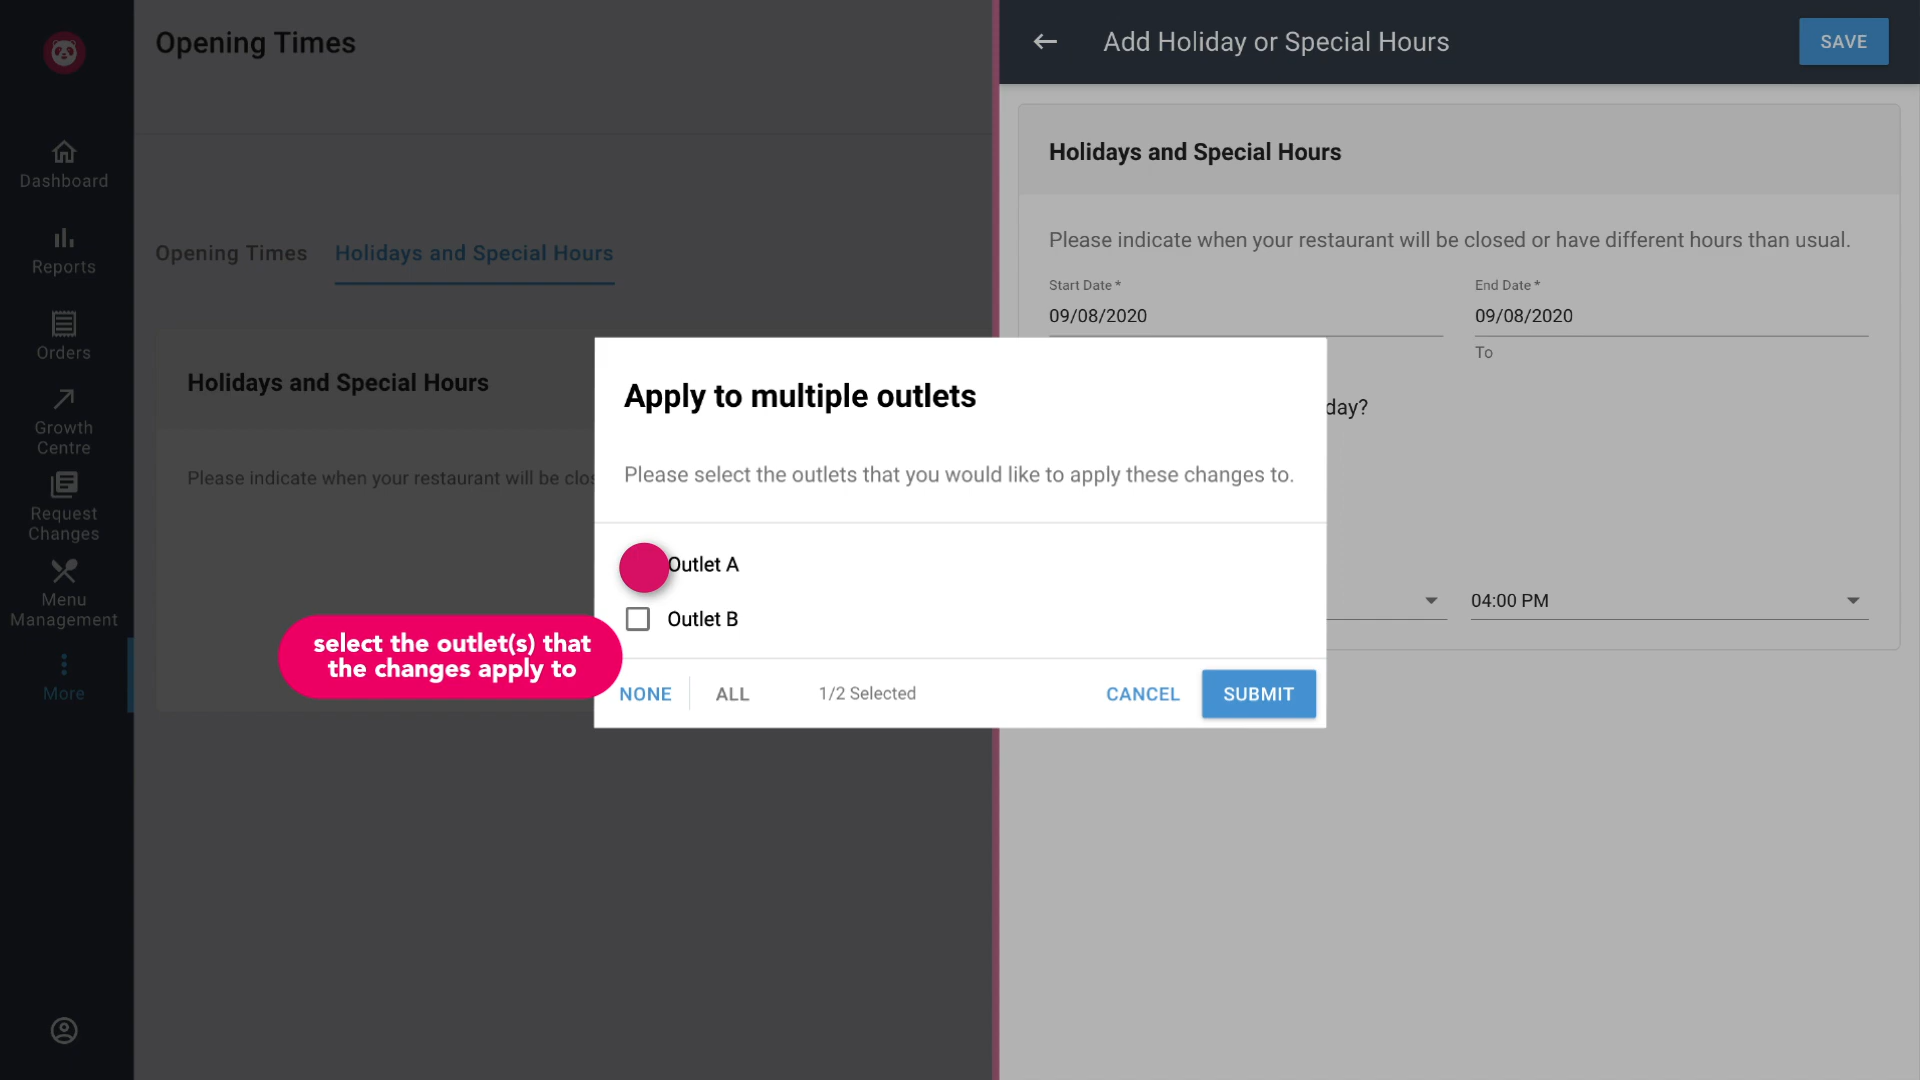 Opening Times
Add Holiday or Special Hours
SAVE
Dashboard
Reports
Orders
Growth
Centre
Request
Changes
Menu
Management
More
Opening Times
Holidays and Special Hours
Holidays and Special Hours
Please indicate when your restaurant will be clos
Holidays and Special Hours
Please indicate when your restaurant will be closed or have different hours than usual.
Start Date *
09/08/2020
End Date *
09/08/2020
To
day?
04:00 PM
Apply to multiple outlets
Please select the outlets that you would like to apply these changes to.
Outlet A
Outlet B
select the outlet(s) that
the changes apply to
NONE
ALL
1/2 Selected
CANCEL
SUBMIT